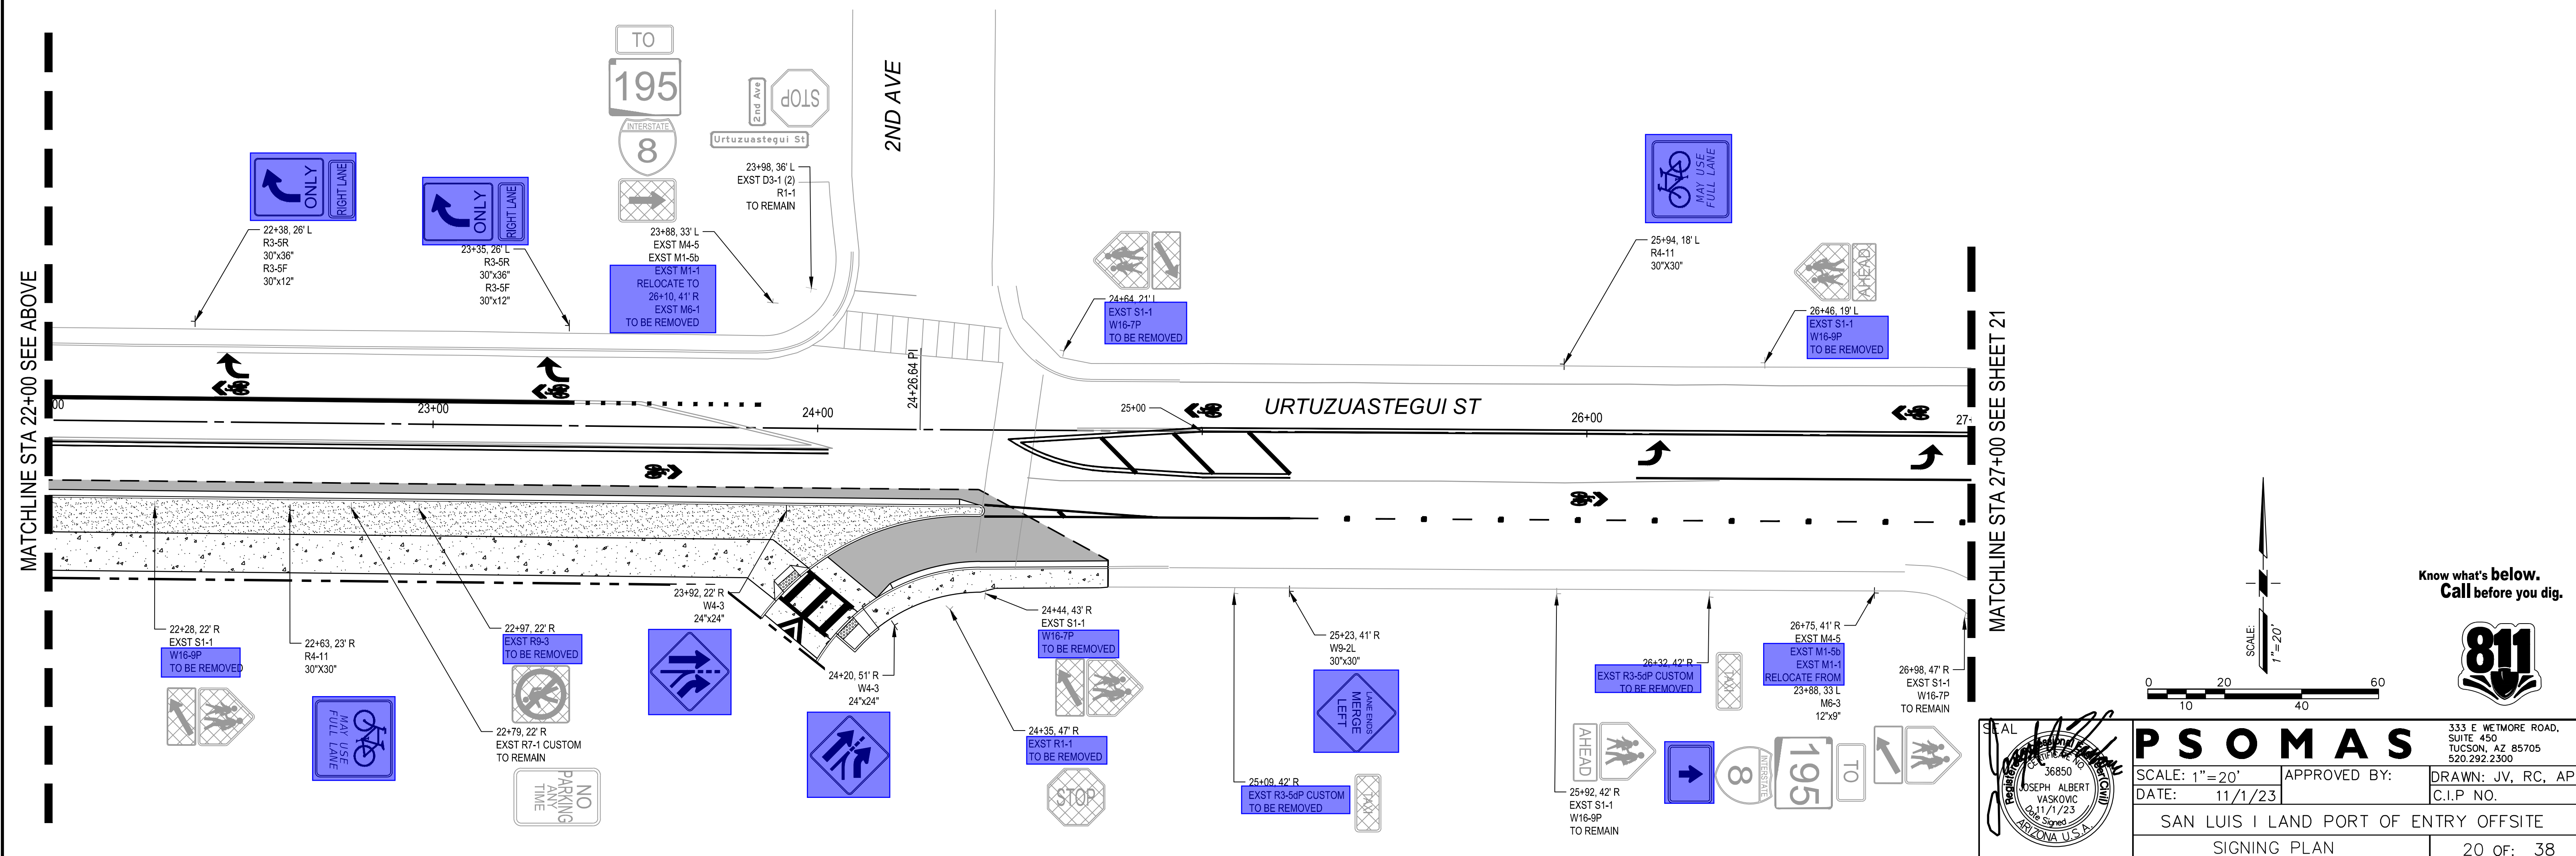 MATCHLINE STA 22+00 SEE ABOVE
ONLY
RIGHT LANE
22+38, 26' L
R3-5R
30"x36"
R3-5F
30"x12"
ONLY
RIGHT LANE
23+35, 26' L
R3-5R
30"x36"
R3-5F
30"x12"
TO
195
INTERSTATE
8
23+88, 33' L
EXST M4-5
EXST M1-5b
EXST M1-1
RELOCATE TO
26+10, 41' R
EXST M6-1
TO BE REMOVED
2nd Ave
STOP
Urtuzuastegui St
23+98, 36' L
EXST D3-1 (2)
R1-1
TO REMAIN
2ND AVE
24+64, 21' L
EXST S1-1
W16-7P
TO BE REMOVED
MAY USE
FULL LANE
25+94, 18' L
R4-11
30"X30"
AHEAD
26+46, 19' L
EXST S1-1
W16-9P
TO BE REMOVED
MATCHLINE STA 27+00 SEE SHEET 21
00
23+00
24+00
24+26.64 PI
25+00
URTUZUASTEGUI ST
26+00
27+
22+28, 22' R
EXST S1-1
W16-9P
TO BE REMOVED
22+63, 23' R
R4-11
30"X30"
MAY USE
FULL LANE
22+97, 22' R
EXST R9-3
TO BE REMOVED
22+79, 22' R
EXST R7-1 CUSTOM
TO REMAIN
NO
PARKING
ANY
TIME
23+92, 22' R
W4-3
24"x24"
24+20, 51' R
W4-3
24"x24"
24+44, 43' R
EXST S1-1
W16-7P
TO BE REMOVED
24+35, 47' R
EXST R1-1
TO BE REMOVED
STOP
25+23, 41' R
W9-2L
30"x30"
LANE ENDS
MERGE
LEFT
25+09, 42' R
EXST R3-5dP CUSTOM
TO BE REMOVED
TAXI
25+92, 42' R
EXST S1-1
W16-9P
TO REMAIN
AHEAD
26+32, 42' R
EXST R3-5dP CUSTOM
TO BE REMOVED
TAXI
26+75, 41' R
EXST M4-5
EXST M1-5b
EXST M1-1
RELOCATE FROM
23+88, 33 L
M6-3
12"x9"
INTERSTATE
8
195
TO
26+98, 47' R
EXST S1-1
W16-7P
TO REMAIN
SCALE:
1"=20'
0 20 60
10 40
Know what's below.
Call before you dig.
811
SEAL
Registered Professional Engineer (Civil)
CERTIFICATE NO.
36850
JOSEPH ALBERT
VASKOVIC
11/1/23
Date Signed
ARIZONA U.S.A.
PSOMAS
333 E WETMORE ROAD,
SUITE 450
TUCSON, AZ 85705
520.292.2300
SCALE: 1"=20'
APPROVED BY:
DRAWN: JV, RC, AP
DATE: 11/1/23
C.I.P NO.
SAN LUIS I LAND PORT OF ENTRY OFFSITE
SIGNING PLAN
20 OF: 38